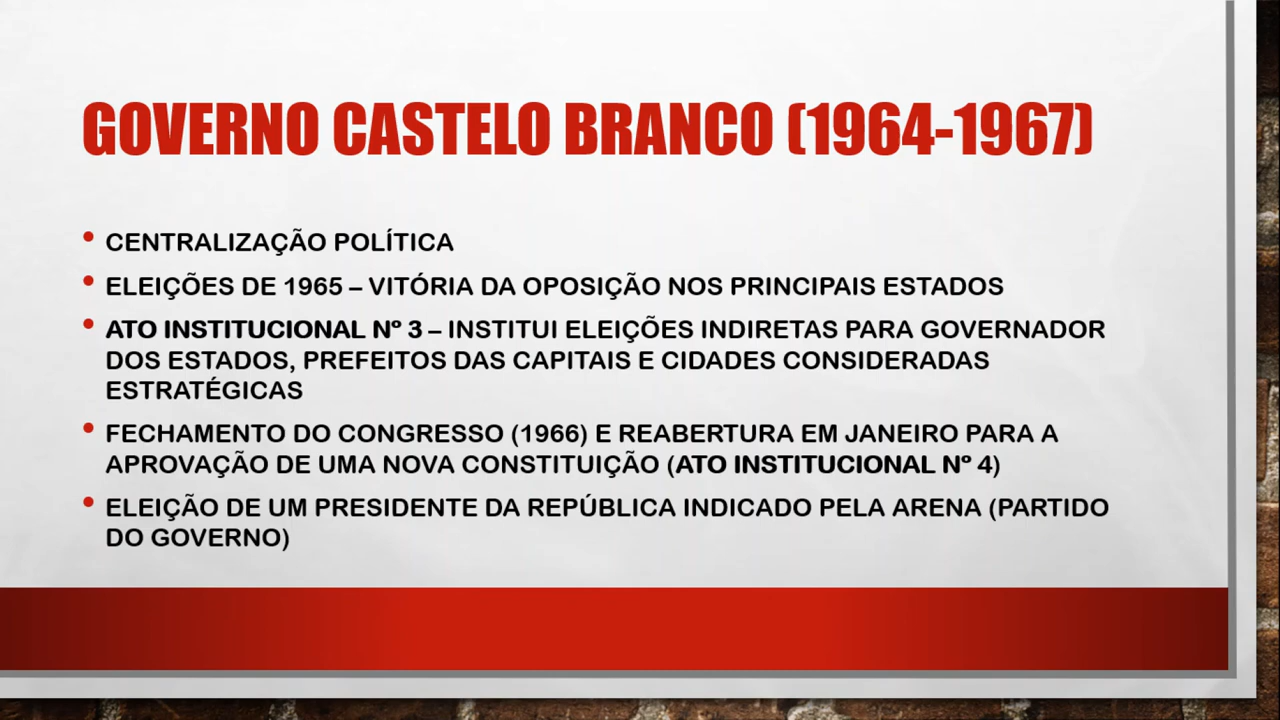 GOVERNO CASTELO BRANCO (1964-1967)
• CENTRALIZAÇÃO POLÍTICA
• ELEIÇÕES DE 1965 – VITÓRIA DA OPOSIÇÃO NOS PRINCIPAIS ESTADOS
• ATO INSTITUCIONAL Nº 3 – INSTITUI ELEIÇÕES INDIRETAS PARA GOVERNADOR
DOS ESTADOS, PREFEITOS DAS CAPITAIS E CIDADES CONSIDERADAS
ESTRATÉGICAS
• FECHAMENTO DO CONGRESSO (1966) E REABERTURA EM JANEIRO PARA A
APROVAÇÃO DE UMA NOVA CONSTITUIÇÃO (ATO INSTITUCIONAL Nº 4)
• ELEIÇÃO DE UM PRESIDENTE DA REPÚBLICA INDICADO PELA ARENA (PARTIDO
DO GOVERNO)